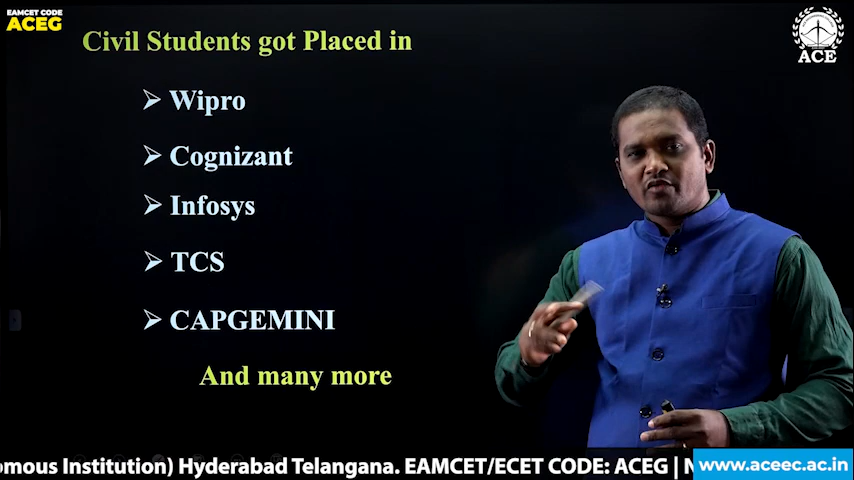 EAMCET CODE
ACEG
Civil Students got Placed in
ACE
➢ Wipro
➢ Cognizant
➢ Infosys
➢ TCS
➢ CAPGEMINI
And many more
omous Institution) Hyderabad Telangana. EAMCET/ECET CODE: ACEG | N
www.aceec.ac.in